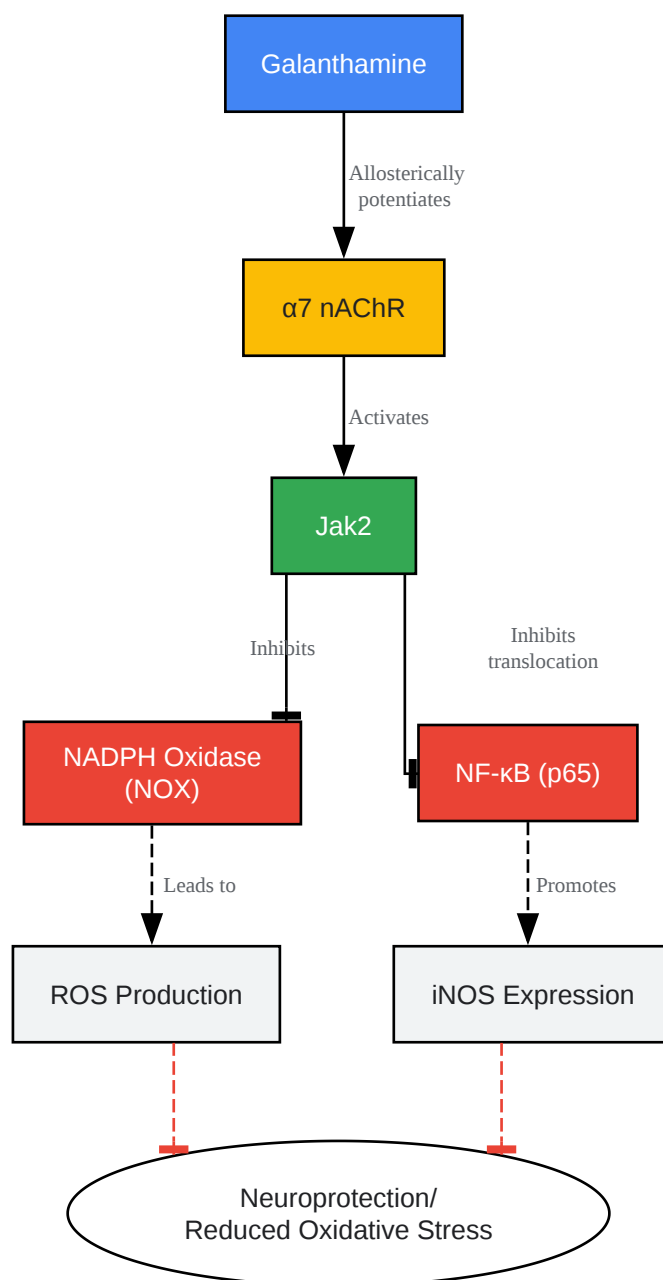 Galanthamine
Allosterically
potentiates
α7 nAChR
Activates
Jak2
Inhibits
Inhibits
translocation
NADPH Oxidase
(NOX)
NF-κB (p65)
Leads to
Promotes
ROS Production
iNOS Expression
Neuroprotection/
Reduced Oxidative Stress